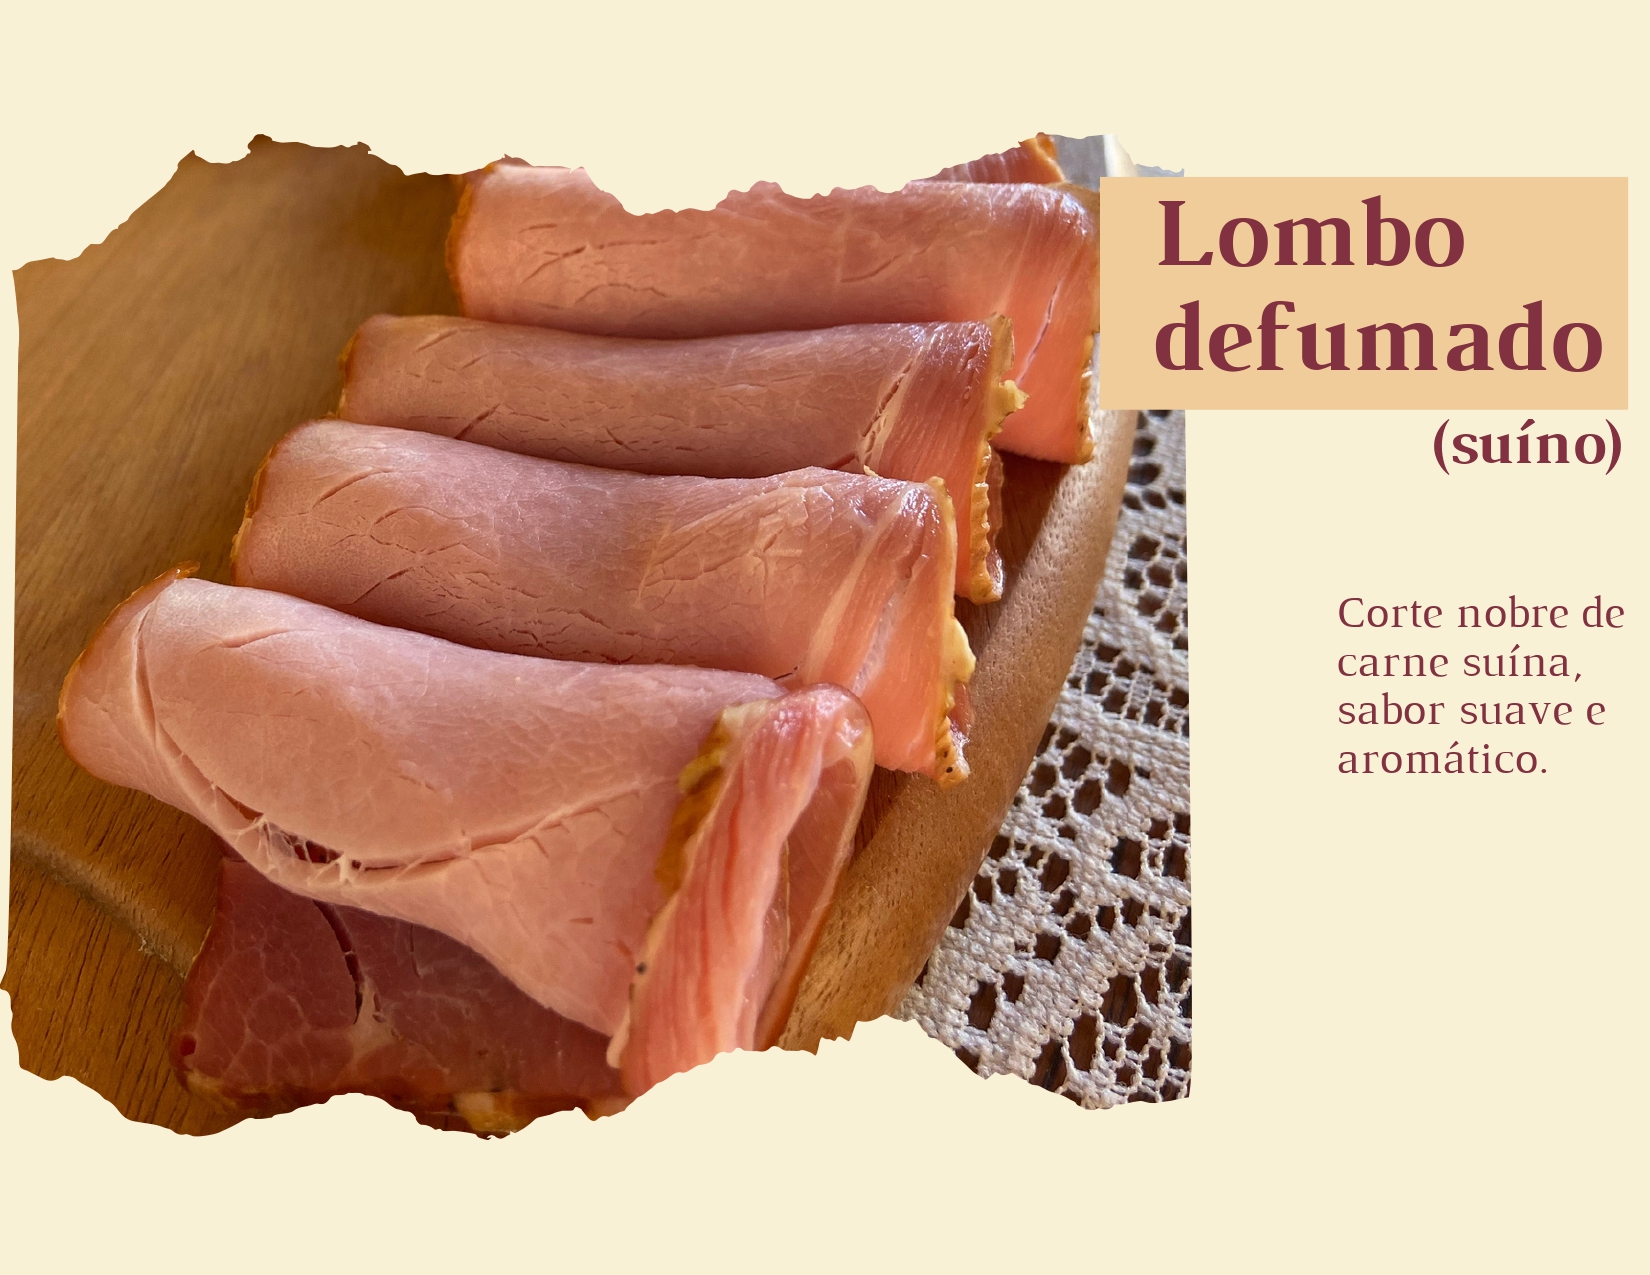 Lombo
defumado
(suíno)
Corte nobre de
carne suína,
sabor suave e
aromático.